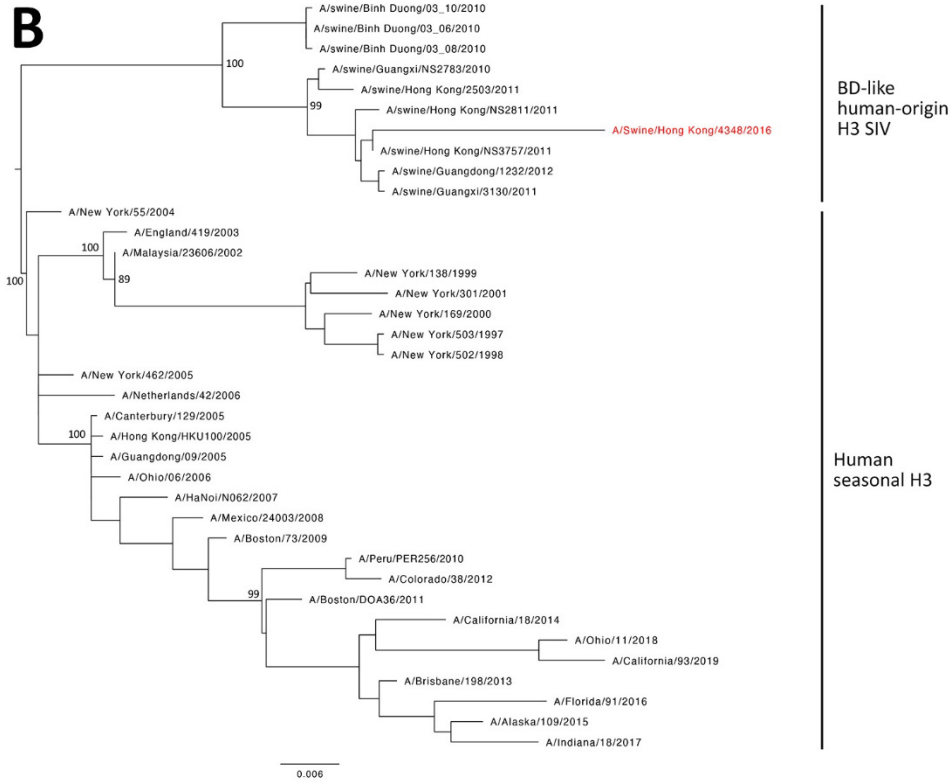 B
A/swine/Binh Duong/03_10/2010
A/swine/Binh Duong/03_06/2010
A/swine/Binh Duong/03_08/2010
100
A/swine/Guangxi/NS2783/2010
A/swine/Hong Kong/2503/2011
99
A/swine/Hong Kong/NS2811/2011
A/Swine/Hong Kong/4348/2016
A/swine/Hong Kong/NS3757/2011
A/swine/Guangdong/1232/2012
A/swine/Guangxi/3130/2011
BD-like
human-origin
H3 SIV
A/New York/55/2004
A/England/419/2003
100
A/Malaysia/23606/2002
100
89
A/New York/138/1999
A/New York/301/2001
A/New York/169/2000
A/New York/503/1997
A/New York/502/1998
A/New York/462/2005
A/Netherlands/42/2006
A/Canterbury/129/2005
100
A/Hong Kong/HKU100/2005
A/Guangdong/09/2005
A/Ohio/06/2006
A/HaNoi/N062/2007
A/Mexico/24003/2008
A/Boston/73/2009
Human
seasonal H3
A/Peru/PER256/2010
A/Colorado/38/2012
99
A/Boston/DOA36/2011
A/California/18/2014
A/Ohio/11/2018
A/California/93/2019
A/Brisbane/198/2013
A/Florida/91/2016
A/Alaska/109/2015
A/Indiana/18/2017
0.006